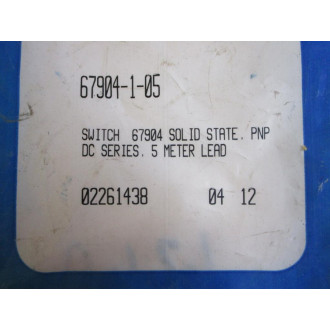 67904-1-05
SWITCH 67904 SOLID STATE. PNP
DC SERIES. 5 METER LEAD
02261438 04 12